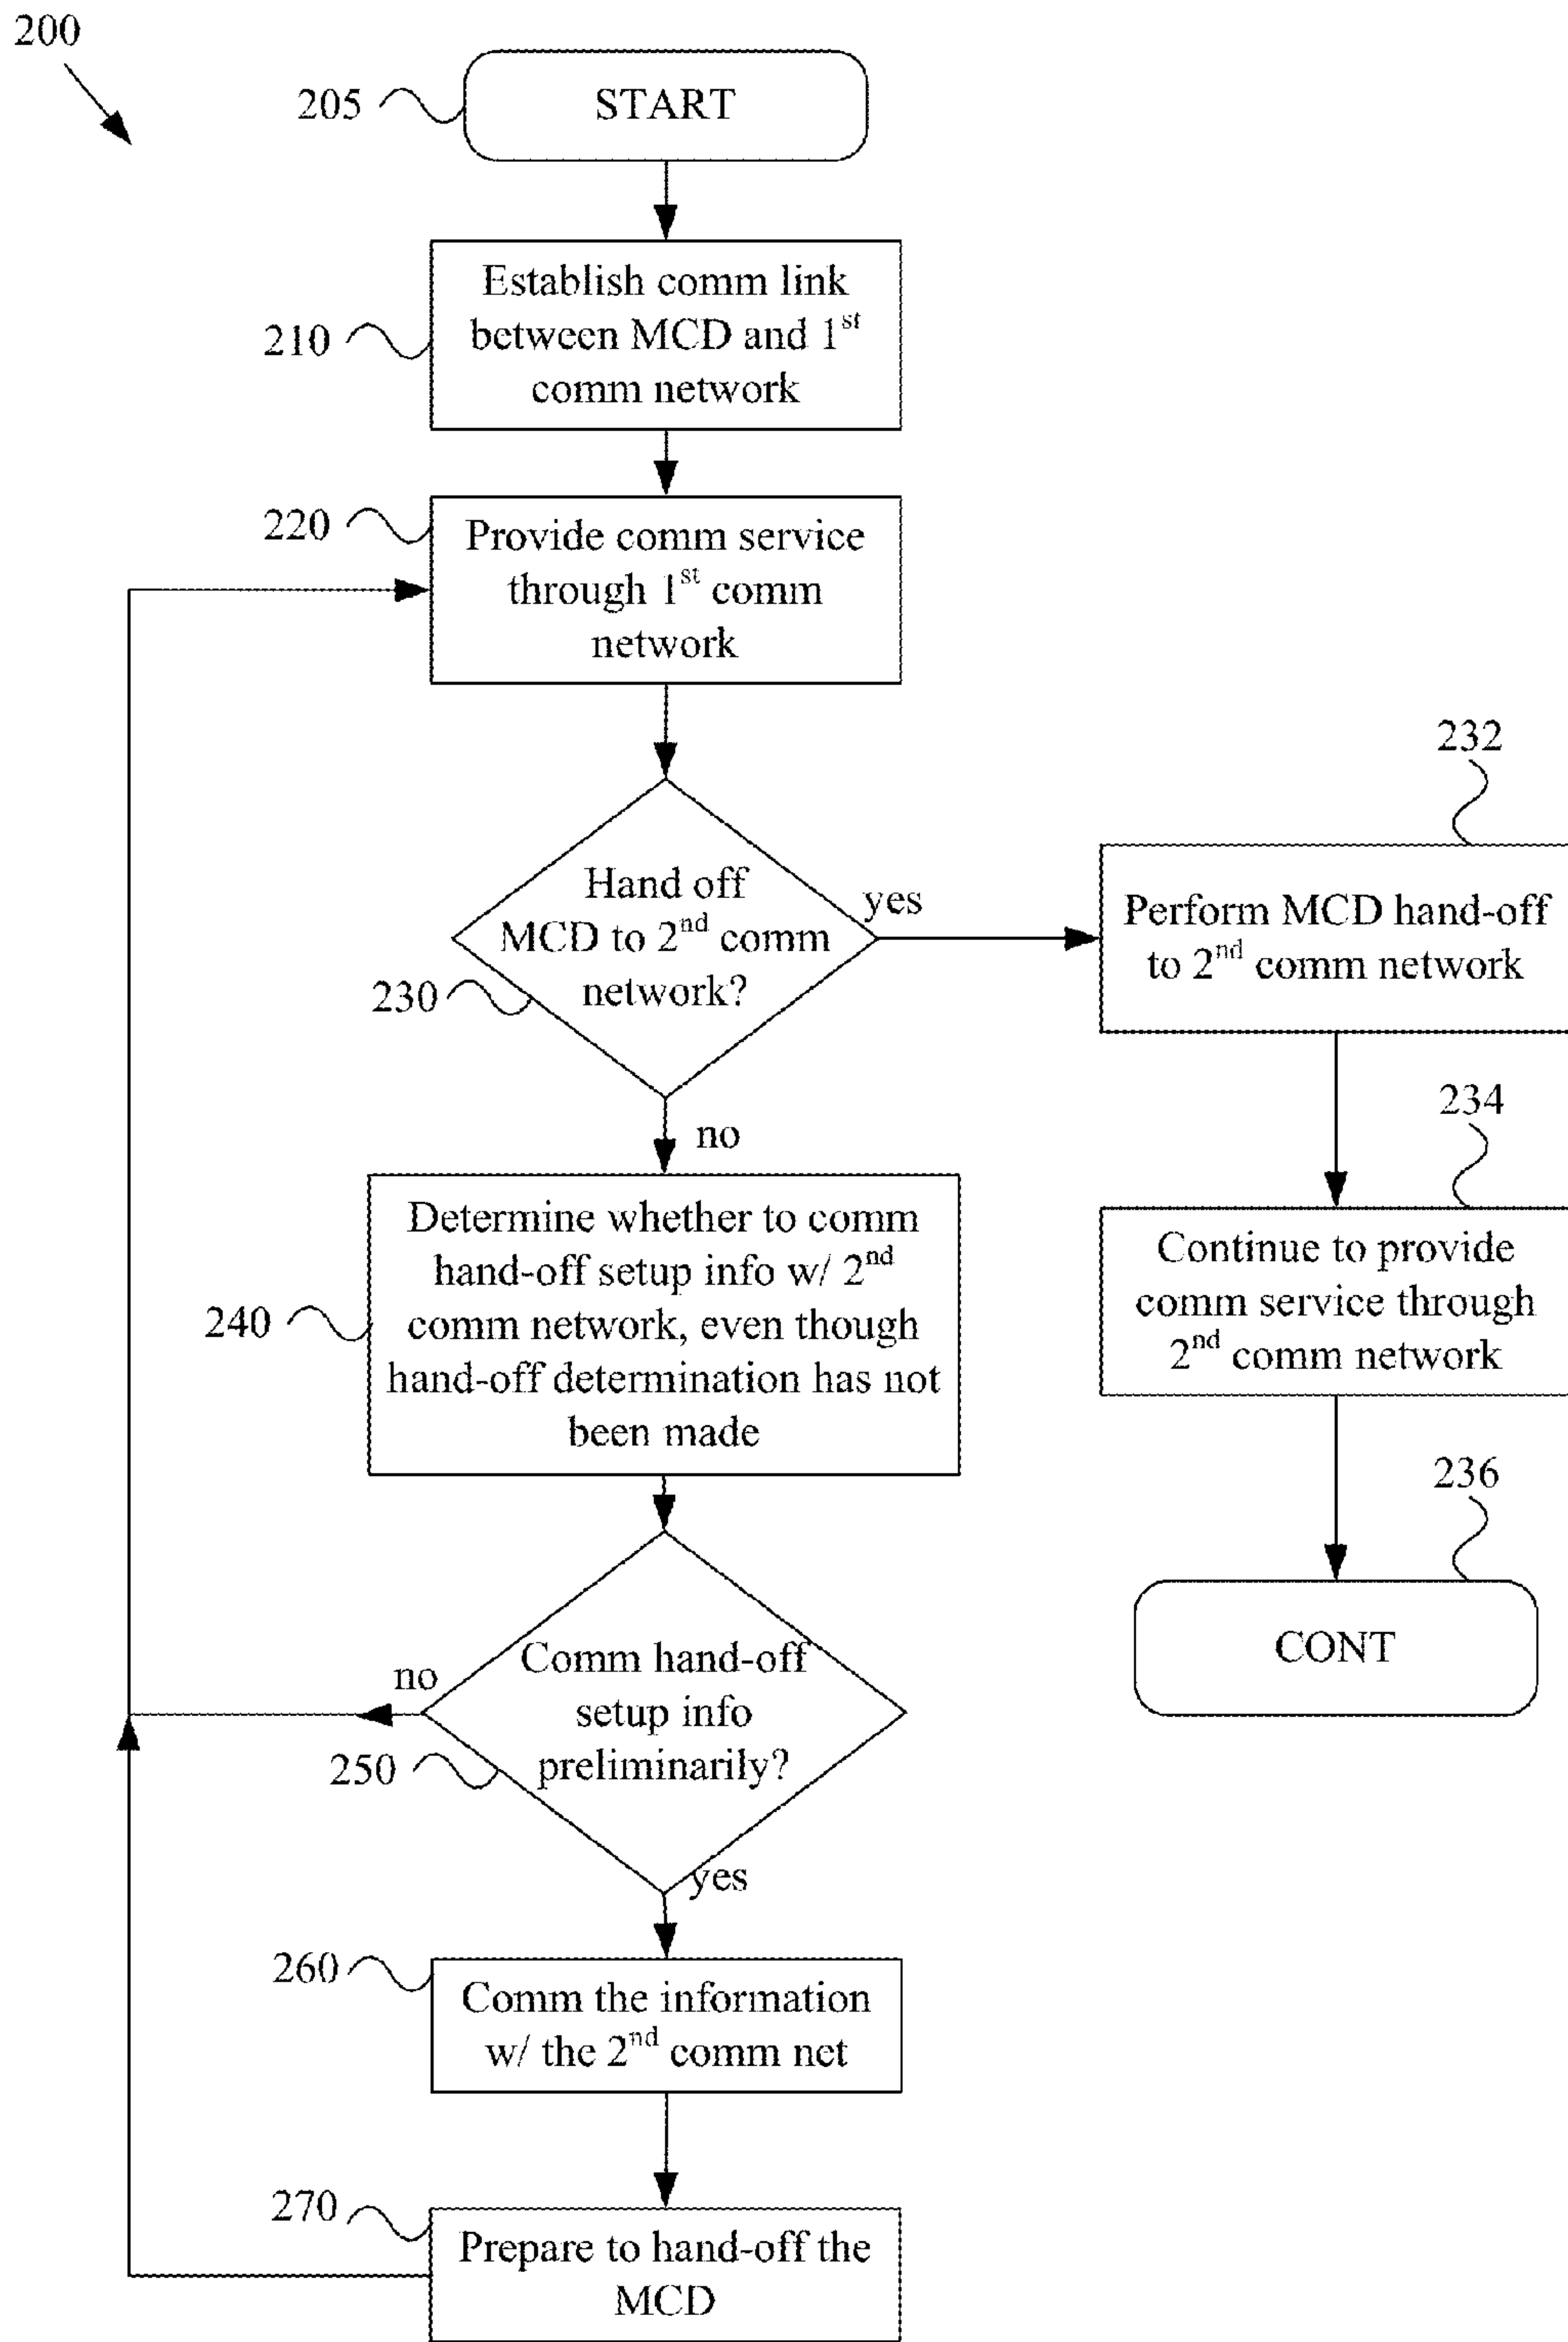 200
205
START
210
Establish comm link
between MCD and 1st
comm network
220
Provide comm service
through 1st comm
network
230
Hand off
MCD to 2nd comm
network?
yes
no
232
Perform MCD hand-off
to 2nd comm network
234
Continue to provide
comm service through
2nd comm network
236
CONT
240
Determine whether to comm
hand-off setup info w/ 2nd
comm network, even though
hand-off determination has not
been made
250
Comm hand-off
setup info
preliminarily?
no
yes
260
Comm the information
w/ the 2nd comm net
270
Prepare to hand-off the
MCD